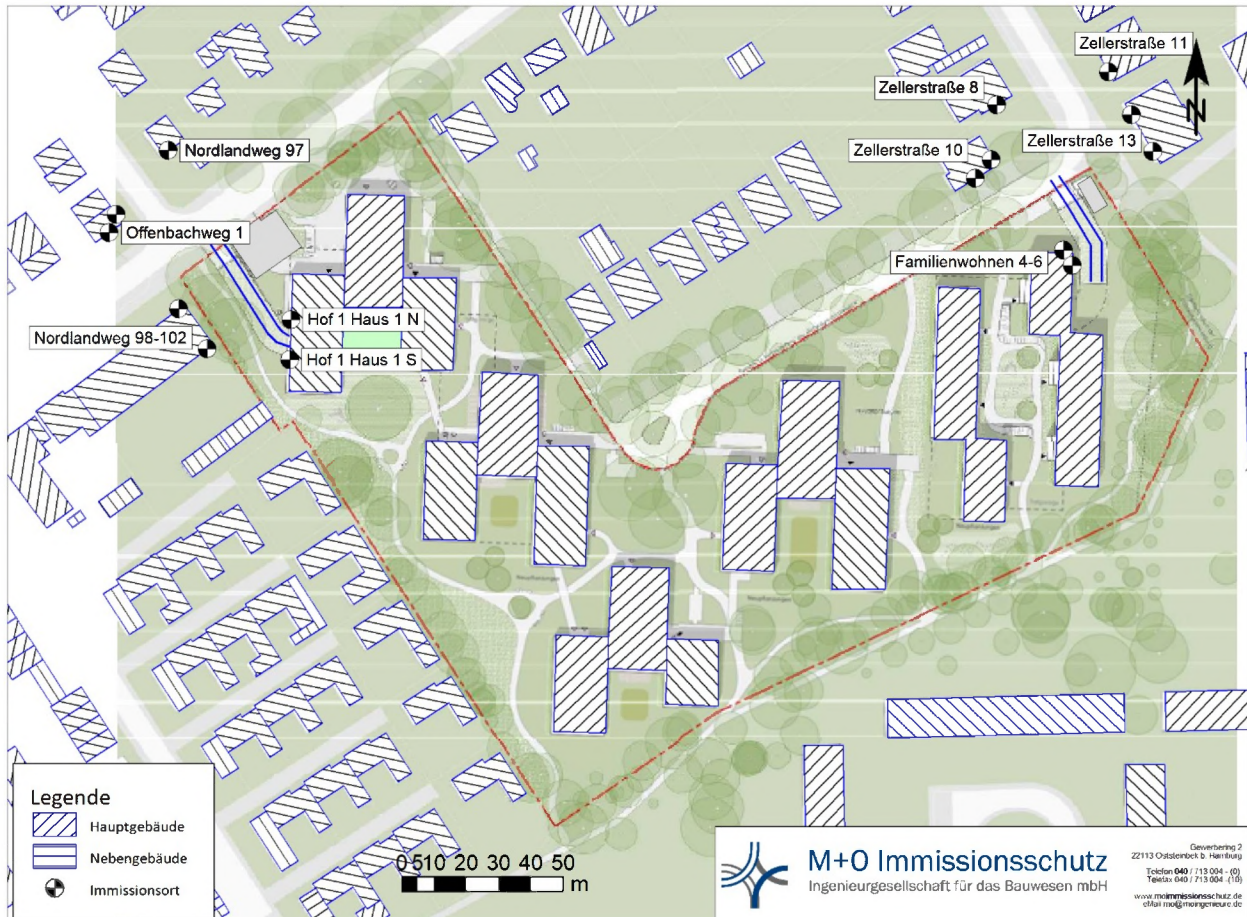 Zellerstraße 11
Zellerstraße 8
N
Nordlandweg 97
Zellerstraße 10
Zellerstraße 13
Offenbachweg 1
Familienwohnen 4-6
Hof 1 Haus 1 N
Nordlandweg 98-102
Hof 1 Haus 1 S
Neupflanzungen
Neupflanzungen
Neupflanzungen
Legende
Hauptgebäude
Nebengebäude
Immissionsort
0 5 10 20 30 40 50
m
M+O Immissionsschutz
Ingenieurgesellschaft für das Bauwesen mbH
Gewerbering 2
22113 Oststeinbek b. Hamburg
Telefon 040 / 713 004 - (0)
Telefax 040 / 713 004 -(10)
www.moimmissionsschutz.de
eMail mo@moingenieure.de